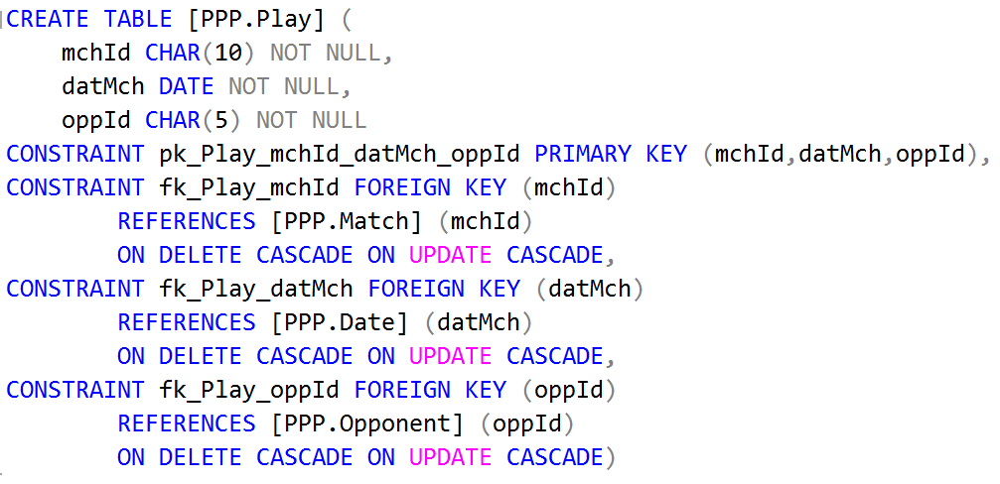 CREATE TABLE [PPP.Play] (
    mchId CHAR(10) NOT NULL,
    datMch DATE NOT NULL,
    oppId CHAR(5) NOT NULL
CONSTRAINT pk_Play_mchId_datMch_oppId PRIMARY KEY (mchId,datMch,oppId),
CONSTRAINT fk_Play_mchId FOREIGN KEY (mchId)
        REFERENCES [PPP.Match] (mchId)
        ON DELETE CASCADE ON UPDATE CASCADE,
CONSTRAINT fk_Play_datMch FOREIGN KEY (datMch)
        REFERENCES [PPP.Date] (datMch)
        ON DELETE CASCADE ON UPDATE CASCADE,
CONSTRAINT fk_Play_oppId FOREIGN KEY (oppId)
        REFERENCES [PPP.Opponent] (oppId)
        ON DELETE CASCADE ON UPDATE CASCADE)